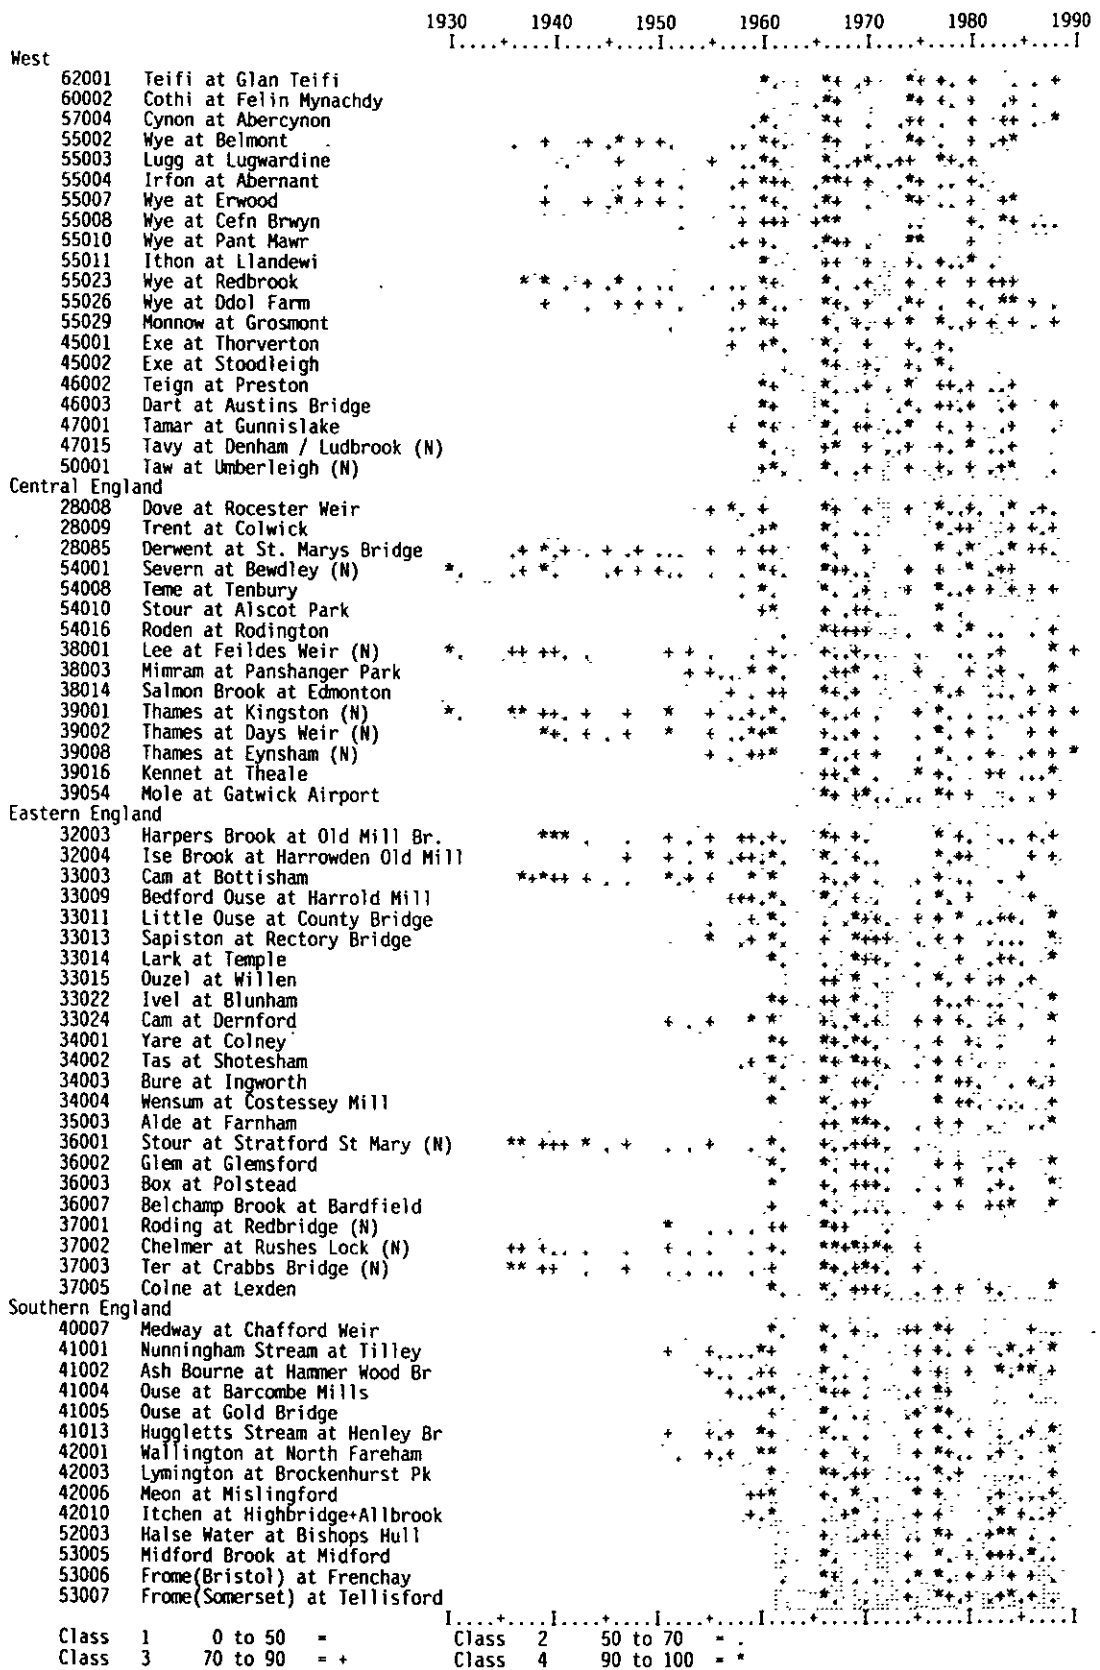 1930 1940 1950 1960 1970 1980 1990
West
62001 Teifi at Glan Teifi
60002 Cothi at Felin Mynachdy
57004 Cynon at Abercynon
55002 Wye at Belmont
55003 Lugg at Lugwardine
55004 Irfon at Abernant
55007 Wye at Erwood
55008 Wye at Cefn Brwyn
55010 Wye at Pant Mawr
55011 Ithon at Llandewi
55023 Wye at Redbrook
55026 Wye at Ddol Farm
55029 Monnow at Grosmont
45001 Exe at Thorverton
45002 Exe at Stoodleigh
46002 Teign at Preston
46003 Dart at Austins Bridge
47001 Tamar at Gunnislake
47015 Tavy at Denham / Ludbrook (N)
50001 Taw at Umberleigh (N)
Central England
28008 Dove at Rocester Weir
28009 Trent at Colwick
28085 Derwent at St. Marys Bridge
54001 Severn at Bewdley (N)
54008 Teme at Tenbury
54010 Stour at Alscot Park
54016 Roden at Rodington
38001 Lee at Feildes Weir (N)
38003 Mimram at Panshanger Park
38014 Salmon Brook at Edmonton
39001 Thames at Kingston (N)
39002 Thames at Days Weir (N)
39008 Thames at Eynsham (N)
39016 Kennet at Theale
39054 Mole at Gatwick Airport
Eastern England
32003 Harpers Brook at Old Mill Br.
32004 Ise Brook at Harrowden Old Mill
33003 Cam at Bottisham
33009 Bedford Ouse at Harrold Mill
33011 Little Ouse at County Bridge
33013 Sapiston at Rectory Bridge
33014 Lark at Temple
33015 Ouzel at Willen
33022 Ivel at Blunham
33024 Cam at Dernford
34001 Yare at Colney
34002 Tas at Shotesham
34003 Bure at Ingworth
34004 Wensum at Costessey Mill
35003 Alde at Farnham
36001 Stour at Stratford St Mary (N)
36002 Glem at Glemsford
36003 Box at Polstead
36007 Belchamp Brook at Bardfield
37001 Roding at Redbridge (N)
37002 Chelmer at Rushes Lock (N)
37003 Ter at Crabbs Bridge (N)
37005 Colne at Lexden
Southern England
40007 Medway at Chafford Weir
41001 Nunningham Stream at Tilley
41002 Ash Bourne at Hammer Wood Br
41004 Ouse at Barcombe Mills
41005 Ouse at Gold Bridge
41013 Huggletts Stream at Henley Br
42001 Wallington at North Fareham
42003 Lymington at Brockenhurst Pk
42006 Meon at Mislingford
42010 Itchen at Highbridge+Allbrook
52003 Halse Water at Bishops Hull
53005 Midford Brook at Midford
53006 Frome(Bristol) at Frenchay
53007 Frome(Somerset) at Tellisford
1930 1940 1950 1960 1970 1980 1990
Class 1 0 to 50 = Class 2 50 to 70 = .
Class 3 70 to 90 = + Class 4 90 to 100 = *